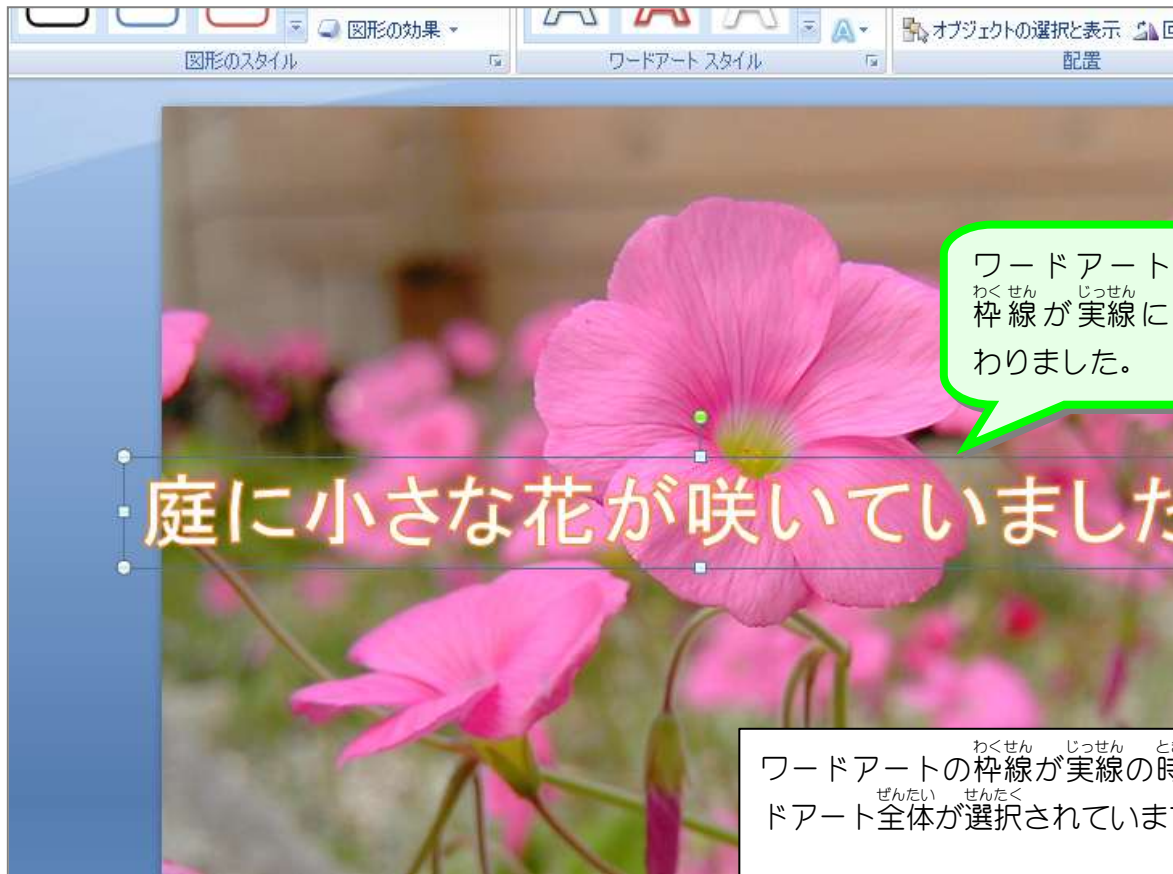 図形の効果
オブジェクトの選択と表示
図形のスタイル
ワードアート スタイル
配置
ワードアート
わくせん じっせん
枠線が実線に
わりました。
庭に小さな花が咲いていました
わくせん じっせん
ワードアートの枠線が実線の時
ぜんたい せんたく
ドアート全体が選択されていま